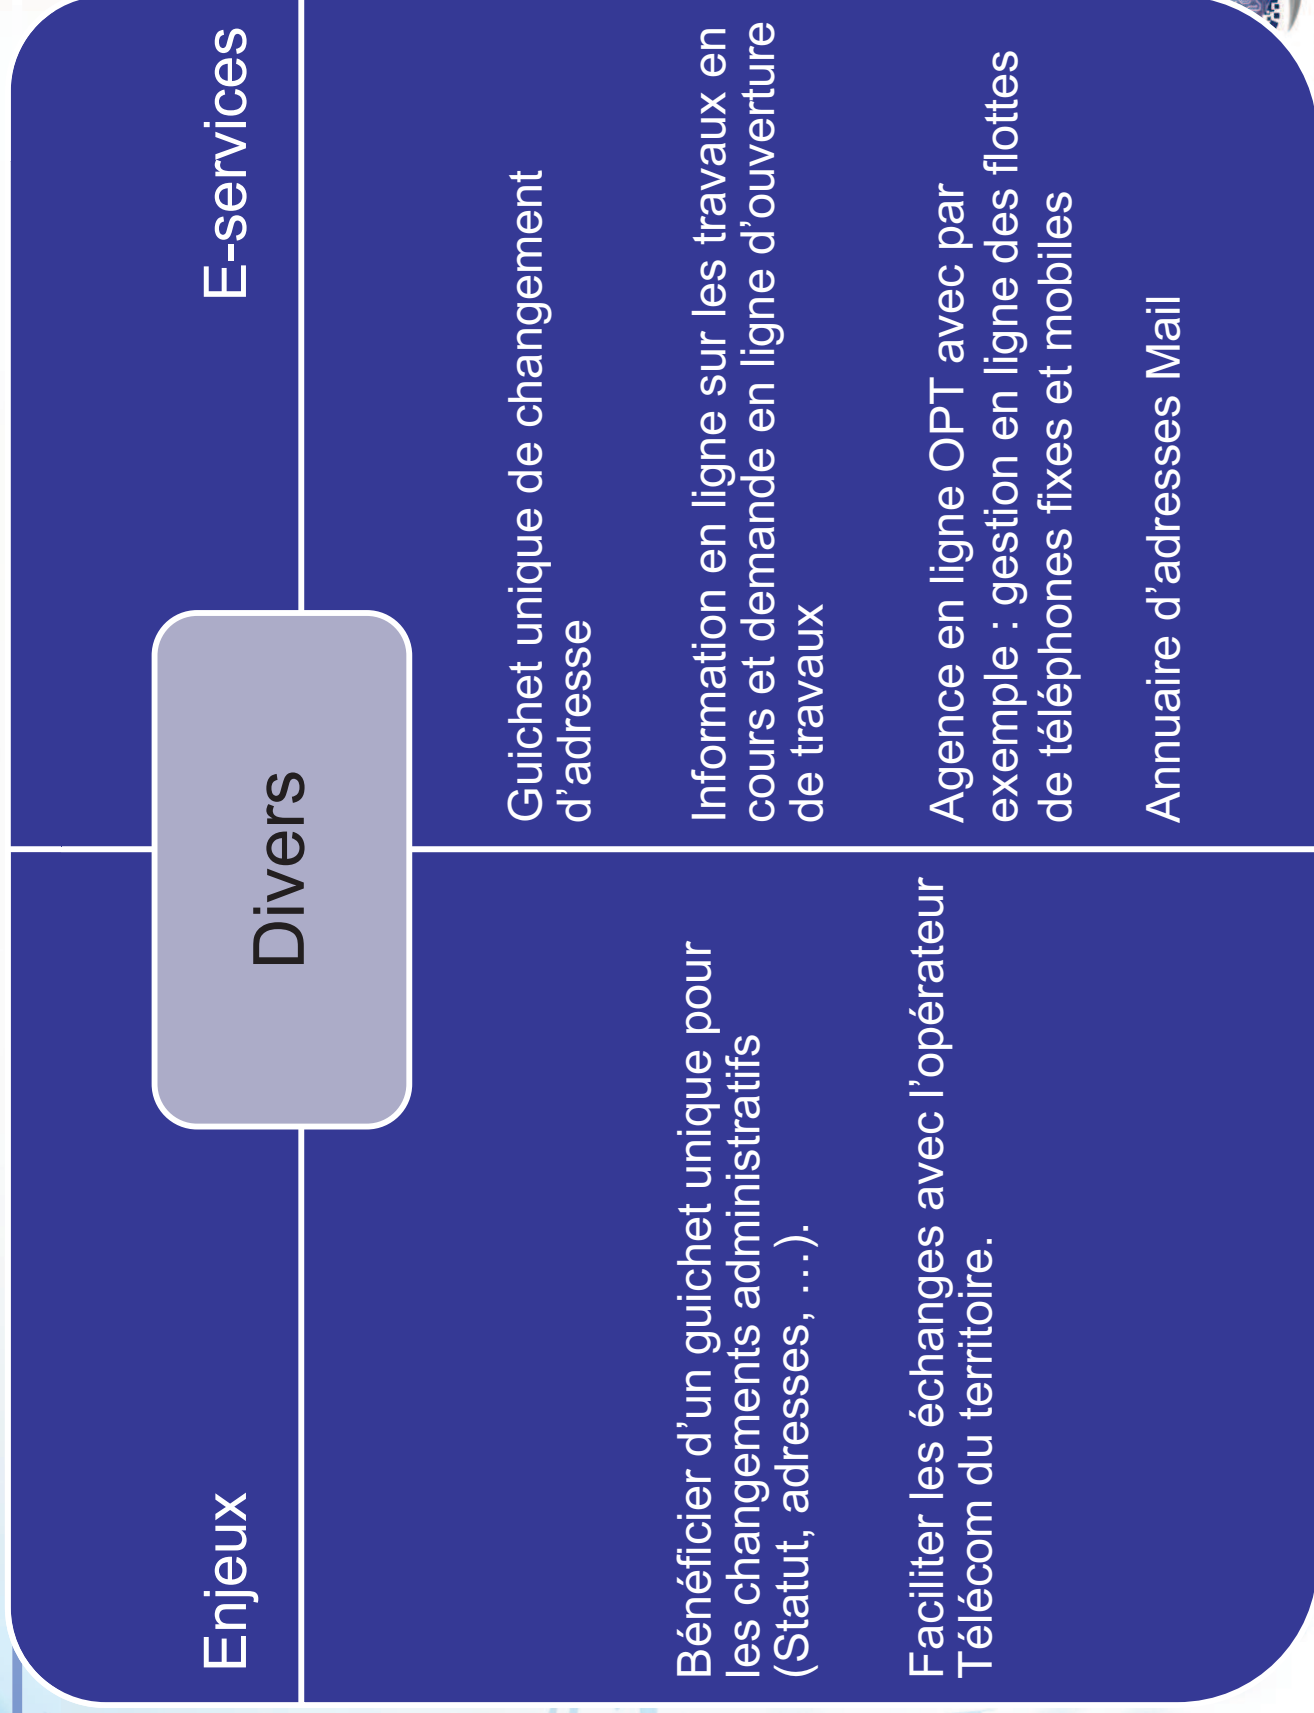 Enjeux
Divers
E-services
Bénéficier d’un guichet unique pour
les changements administratifs
(Statut, adresses, …).
Faciliter les échanges avec l’opérateur
Télécom du territoire.
Guichet unique de changement
d’adresse
Information en ligne sur les travaux en
cours et demande en ligne d’ouverture
de travaux
Agence en ligne OPT avec par
exemple : gestion en ligne des flottes
de téléphones fixes et mobiles
Annuaire d’adresses Mail